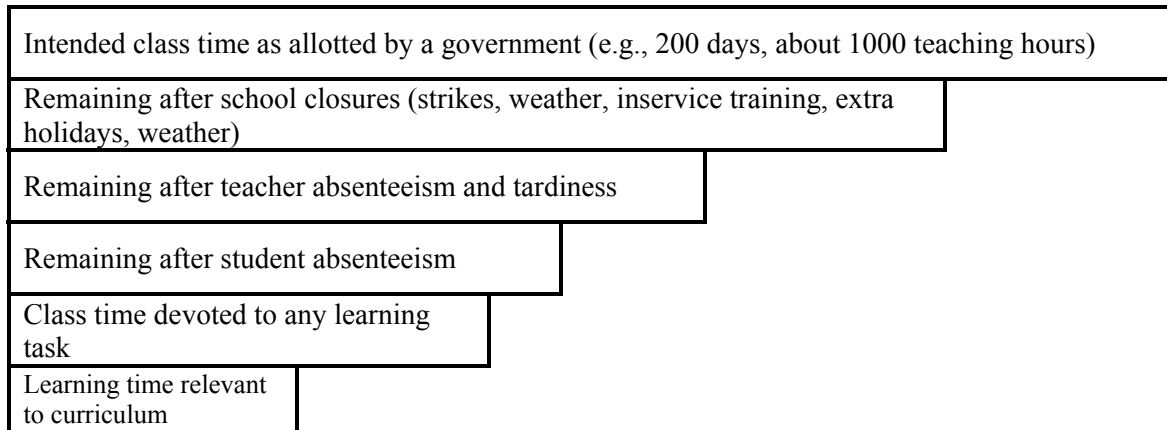 Intended class time as allotted by a government (e.g., 200 days, about 1000 teaching hours)
Remaining after school closures (strikes, weather, inservice training, extra
holidays, weather)
Remaining after teacher absenteeism and tardiness
Remaining after student absenteeism
Class time devoted to any learning
task
Learning time relevant
to curriculum